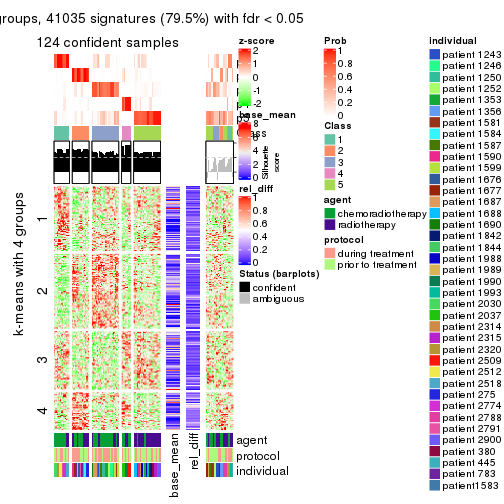 groups, 41035 signatures (79.5%) with fdr < 0.05
124 confident samples
k-means with 4 groups
1
2
3
4
base_mean
rel_diff
agent
protocol
individual
z-score
2
1
0
-1
-2
base_mean
8
6
4
2
0
Silhouette
score
rel_diff
1
0.8
0.6
0.4
0.2
0
Status (barplots)
confident
ambiguous
Prob
1
0.8
0.6
0.4
0.2
0
Class
1
2
3
4
5
agent
chemoradiotherapy
radiotherapy
protocol
during treatment
prior to treatment
individual
patient 1243
patient 1246
patient 1250
patient 1252
patient 1353
patient 1356
patient 1581
patient 1584
patient 1587
patient 1590
patient 1599
patient 1676
patient 1677
patient 1687
patient 1688
patient 1690
patient 1842
patient 1844
patient 1988
patient 1989
patient 1990
patient 1993
patient 2030
patient 2037
patient 2314
patient 2315
patient 2320
patient 2509
patient 2512
patient 2518
patient 275
patient 2774
patient 2788
patient 2791
patient 2900
patient 380
patient 445
patient 783
patient1583